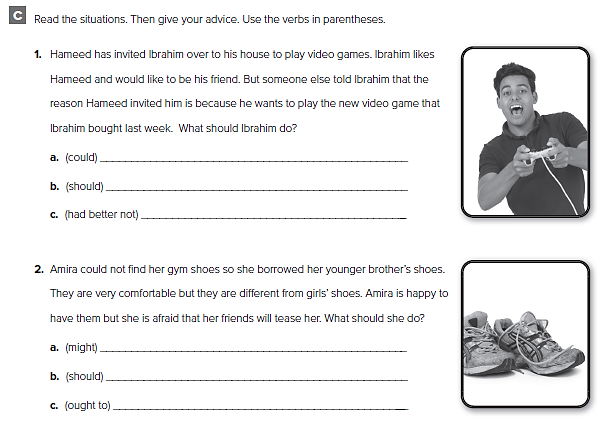 C Read the situations. Then give your advice. Use the verbs in parentheses.
1. Hameed has invited Ibrahim over to his house to play video games. Ibrahim likes
Hameed and would like to be his friend. But someone else told Ibrahim that the
reason Hameed invited him is because he wants to play the new video game that
Ibrahim bought last week. What should Ibrahim do?
a. (could)
b. (should)
c. (had better not)
2. Amira could not find her gym shoes so she borrowed her younger brother's shoes.
They are very comfortable but they are different from girls' shoes. Amira is happy to
have them but she is afraid that her friends will tease her. What should she do?
a. (might)
b. (should)
c. (ought to)